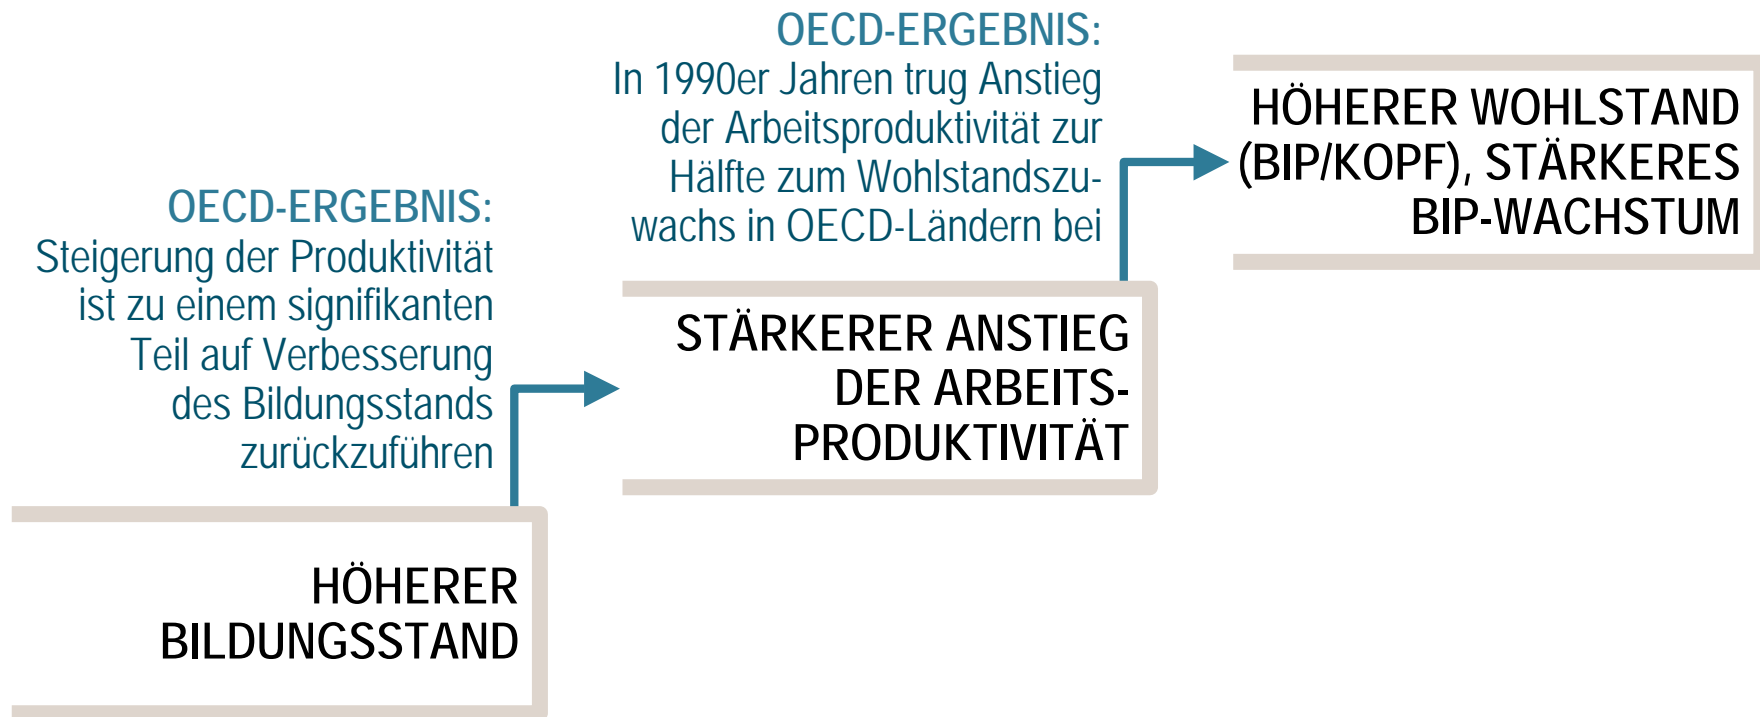 OECD-ERGEBNIS:
In 1990er Jahren trug Anstieg
der Arbeitsproduktivität zur
Hälfte zum Wohlstandszu-
wachs in OECD-Ländern bei
HÖHERER WOHLSTAND
(BIP/KOPF), STÄRKERES
BIP-WACHSTUM
OECD-ERGEBNIS:
Steigerung der Produktivität
ist zu einem signifikanten
Teil auf Verbesserung
des Bildungsstands
zurückzuführen
STÄRKERER ANSTIEG
DER ARBEITS-
PRODUKTIVITÄT
HÖHERER
BILDUNGSSTAND